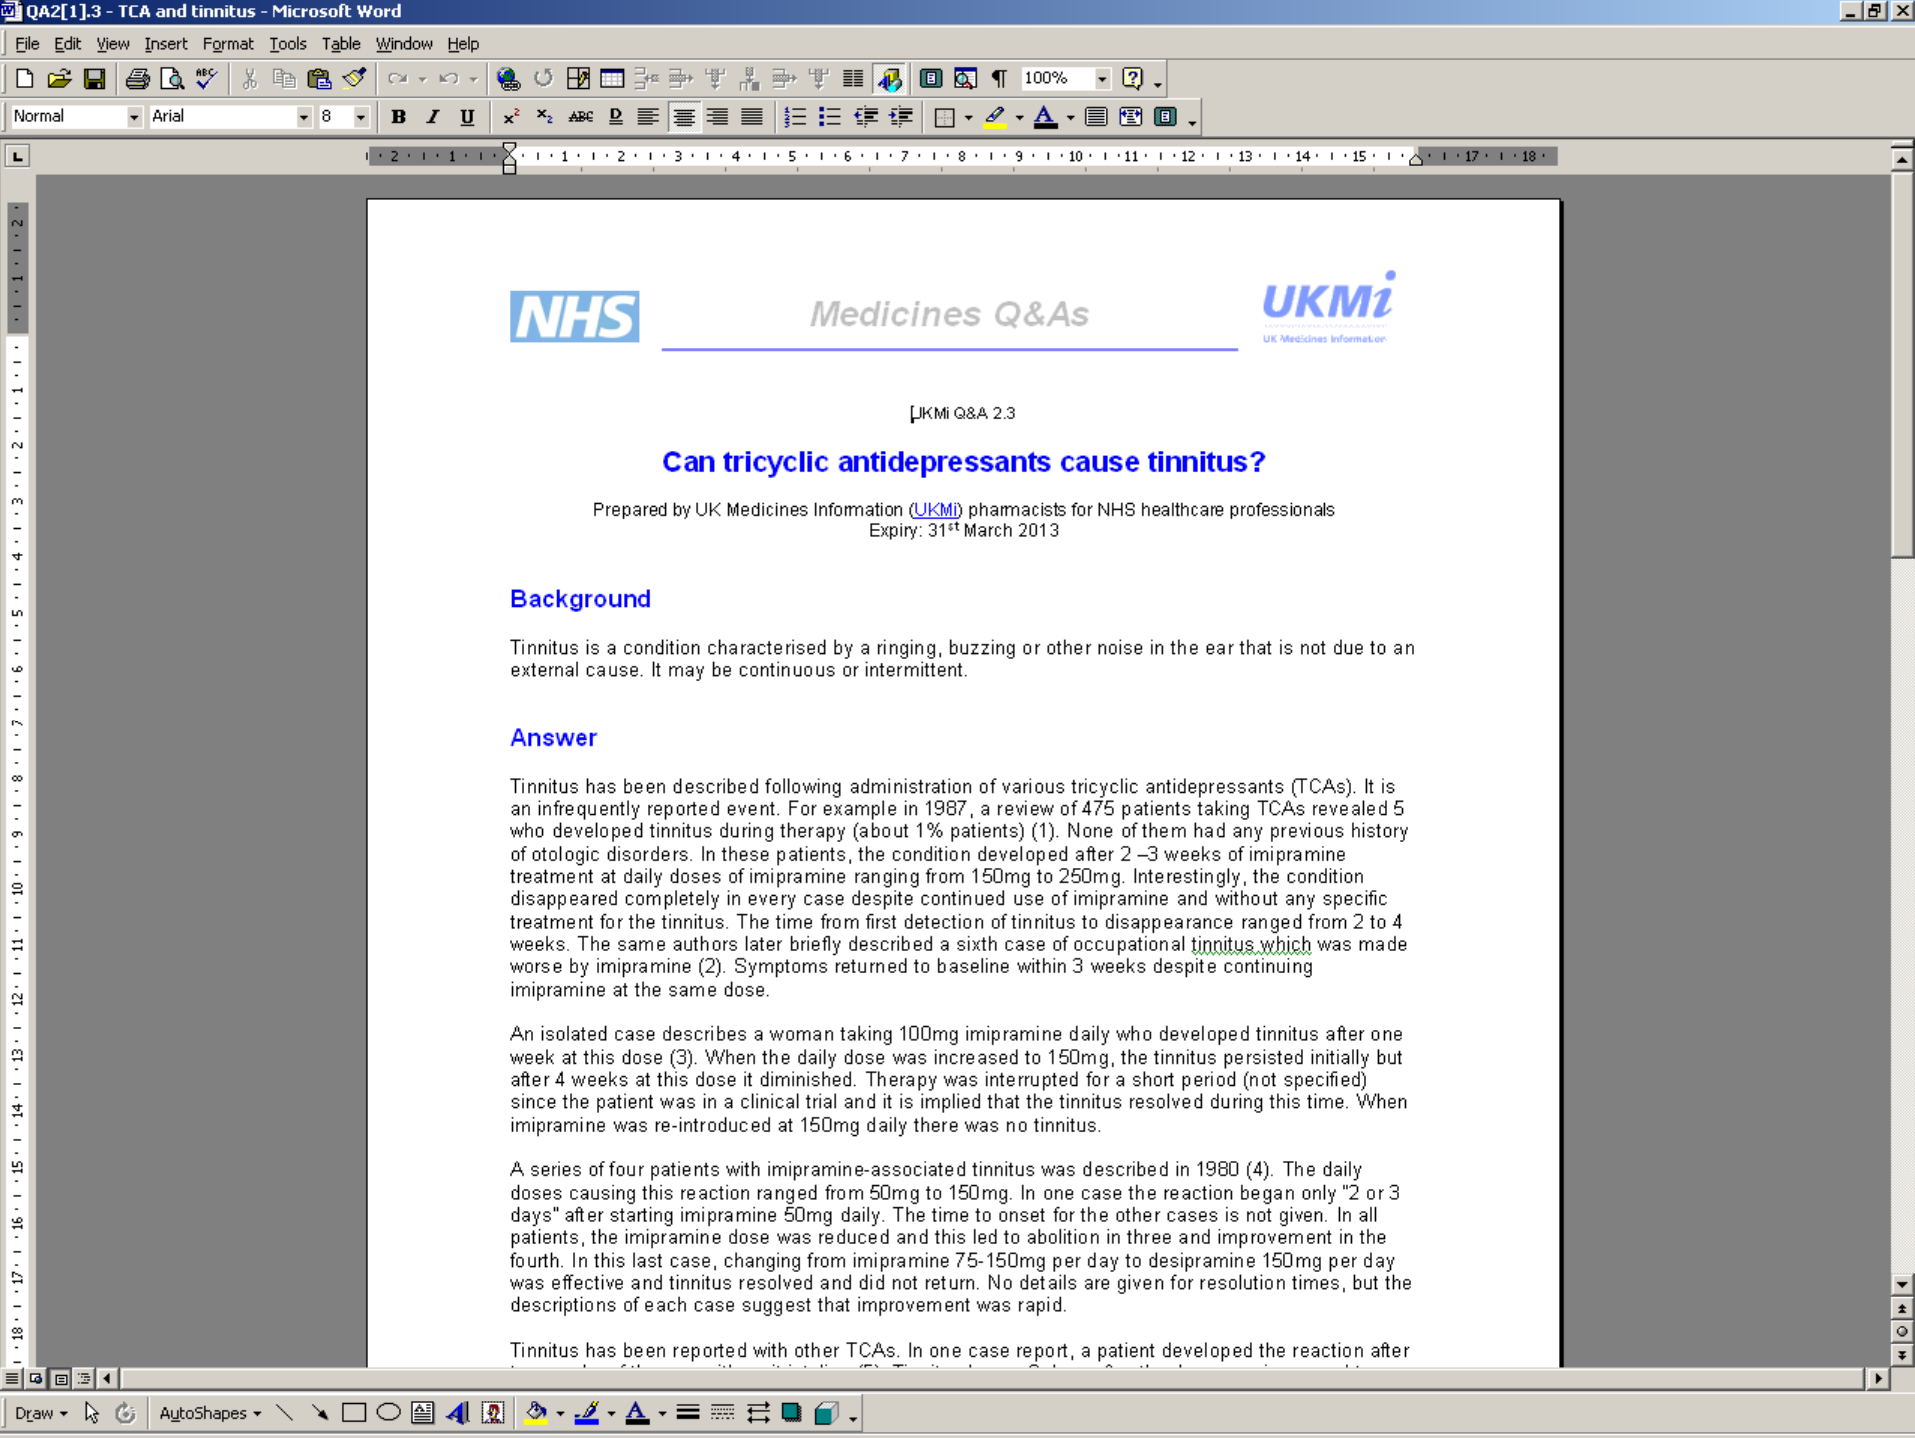 QA2[1].3 - TCA and tinnitus - Microsoft Word
File Edit View Insert Format Tools Table Window Help
100%
Normal Arial 8 B I U x² x₂ ABC D A
2 1 1 2 3 4 5 6 7 8 9 10 11 12 13 14 15 17 18
NHS
Medicines Q&As
UKMi
UK Medicines Information
UKMi Q&A 2.3
Can tricyclic antidepressants cause tinnitus?
Prepared by UK Medicines Information (UKMi) pharmacists for NHS healthcare professionals
Expiry: 31st March 2013
Background
Tinnitus is a condition characterised by a ringing, buzzing or other noise in the ear that is not due to an
external cause. It may be continuous or intermittent.
Answer
Tinnitus has been described following administration of various tricyclic antidepressants (TCAs). It is
an infrequently reported event. For example in 1987, a review of 475 patients taking TCAs revealed 5
who developed tinnitus during therapy (about 1% patients) (1). None of them had any previous history
of otologic disorders. In these patients, the condition developed after 2 –3 weeks of imipramine
treatment at daily doses of imipramine ranging from 150mg to 250mg. Interestingly, the condition
disappeared completely in every case despite continued use of imipramine and without any specific
treatment for the tinnitus. The time from first detection of tinnitus to disappearance ranged from 2 to 4
weeks. The same authors later briefly described a sixth case of occupational tinnitus which was made
worse by imipramine (2). Symptoms returned to baseline within 3 weeks despite continuing
imipramine at the same dose.
An isolated case describes a woman taking 100mg imipramine daily who developed tinnitus after one
week at this dose (3). When the daily dose was increased to 150mg, the tinnitus persisted initially but
after 4 weeks at this dose it diminished. Therapy was interrupted for a short period (not specified)
since the patient was in a clinical trial and it is implied that the tinnitus resolved during this time. When
imipramine was re-introduced at 150mg daily there was no tinnitus.
A series of four patients with imipramine-associated tinnitus was described in 1980 (4). The daily
doses causing this reaction ranged from 50mg to 150mg. In one case the reaction began only "2 or 3
days" after starting imipramine 50mg daily. The time to onset for the other cases is not given. In all
patients, the imipramine dose was reduced and this led to abolition in three and improvement in the
fourth. In this last case, changing from imipramine 75-150mg per day to desipramine 150mg per day
was effective and tinnitus resolved and did not return. No details are given for resolution times, but the
descriptions of each case suggest that improvement was rapid.
Tinnitus has been reported with other TCAs. In one case report, a patient developed the reaction after
Draw AutoShapes